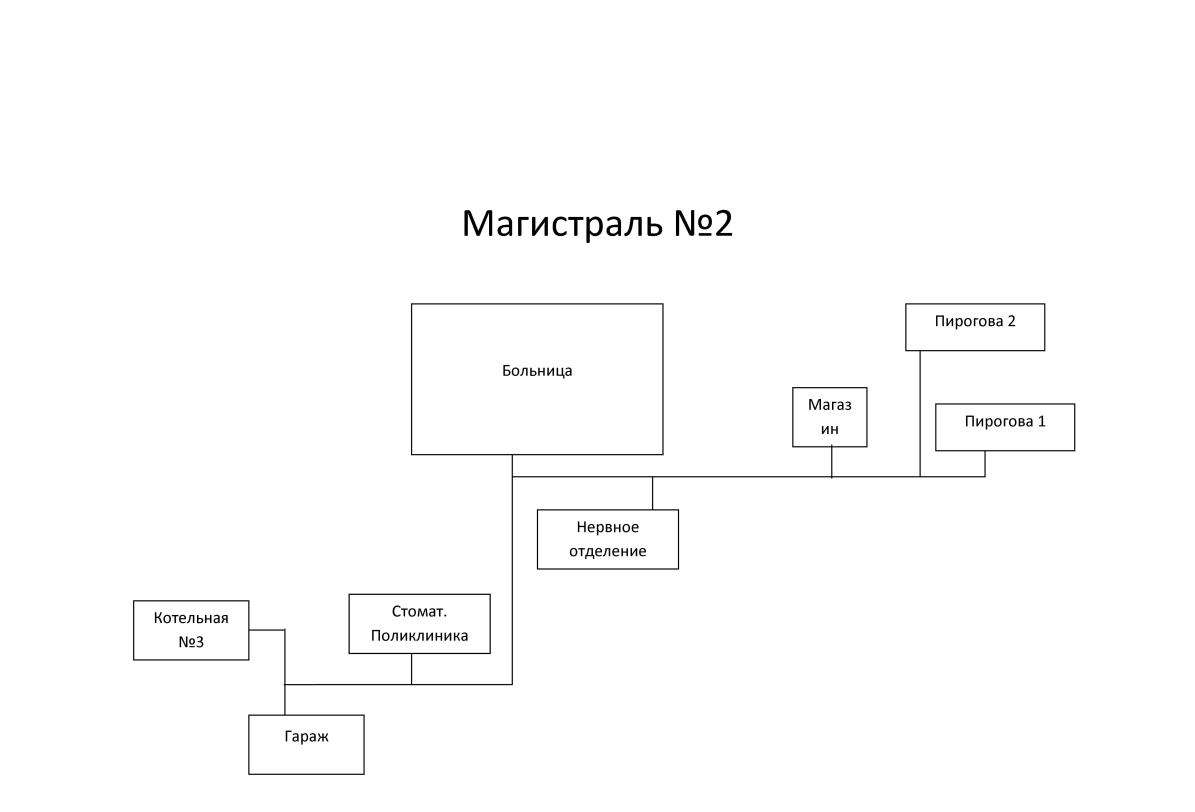 Магистраль №2
Больница
Пирогова 2
Магаз
ин
Пирогова 1
Нервное
отделение
Котельная
№3
Стомат.
Поликлиника
Гараж